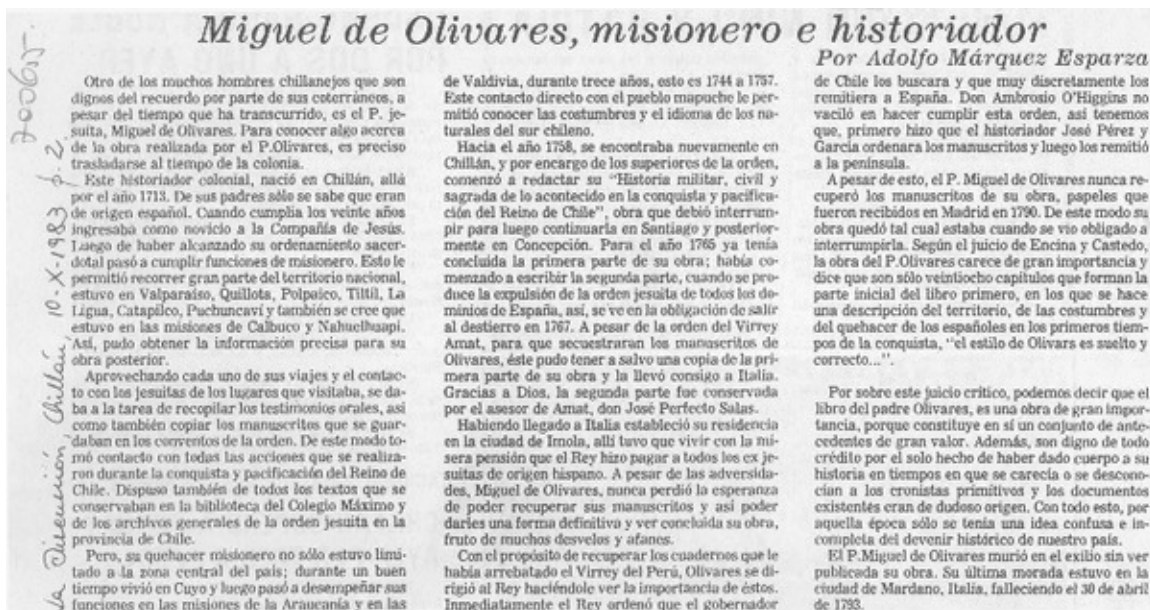 Miguel de Olivares, misionero e historiador
Por Adolfo Márquez Esparza
700655.
La Discusión, Chillán, 10-X-1983 p. 2.
Otro de los muchos hombres chillanejos que son
dignos del recuerdo por parte de sus coterráneos, a
pesar del tiempo que ha transcurrido, es el P. je-
suita, Miguel de Olivares. Para conocer algo acerca
de la obra realizada por el P.Olivares, es preciso
trasladarse al tiempo de la colonia.
Este historiador colonial, nació en Chillán, allá
por el año 1713. De sus padres sólo se sabe que eran
de origen español. Cuando cumplía los veinte años
ingresaba como novicio a la Compañía de Jesús.
Luego de haber alcanzado su ordenamiento sacer-
dotal pasó a cumplir funciones de misionero. Esto le
permitió recorrer gran parte del territorio nacional,
estuvo en Valparaíso, Quillota, Polpaico, Tiltil, La
Ligua, Catapilco, Puchuncaví y también se cree que
estuvo en las misiones de Calbuco y Nahuelhuapi.
Así, pudo obtener la información precisa para su
obra posterior.
Aprovechando cada uno de sus viajes y el contac-
to con los jesuitas de los lugares que visitaba, se da-
ba a la tarea de recopilar los testimonios orales, así
como también copiar los manuscritos que se guar-
daban en los conventos de la orden. De este modo to-
mó contacto con todas las acciones que se realiza-
ron durante la conquista y pacificación del Reino de
Chile. Dispuso también de todos los textos que se
conservaban en la biblioteca del Colegio Máximo y
de los archivos generales de la orden jesuita en la
provincia de Chile.
Pero, su quehacer misionero no sólo estuvo limi-
tado a la zona central del país; durante un buen
tiempo vivió en Cuyo y luego pasó a desempeñar sus
funciones en las misiones de la Araucanía y en las
de Valdivia, durante trece años, esto es 1744 a 1757.
Este contacto directo con el pueblo mapuche le per-
mitió conocer las costumbres y el idioma de los na-
turales del sur chileno.
Hacia el año 1758, se encontraba nuevamente en
Chillán, y por encargo de los superiores de la orden,
comenzó a redactar su "Historia militar, civil y
sagrada de lo acontecido en la conquista y pacifica-
ción del Reino de Chile", obra que debió interrum-
pir para luego continuarla en Santiago y posterior-
mente en Concepción. Para el año 1765 ya tenía
concluida la primera parte de su obra; había co-
menzado a escribir la segunda parte, cuando se pro-
duce la expulsión de la orden jesuita de todos los do-
minios de España, así, se ve en la obligación de salir
al destierro en 1767. A pesar de la orden del Virrey
Amat, para que secuestraran los manuscritos de
Olivares, éste pudo tener a salvo una copia de la pri-
mera parte de su obra y la llevó consigo a Italia.
Gracias a Dios, la segunda parte fue conservada
por el asesor de Amat, don José Perfecto Salas.
Habiendo llegado a Italia estableció su residencia
en la ciudad de Imola, allí tuvo que vivir con la mi-
sera pensión que el Rey hizo pagar a todos los ex je-
suitas de origen hispano. A pesar de las adversida-
des, Miguel de Olivares, nunca perdió la esperanza
de poder recuperar sus manuscritos y así poder
darles una forma definitiva y ver concluida su obra,
fruto de muchos desvelos y afanes.
Con el propósito de recuperar los cuadernos que le
había arrebatado el Virrey del Perú, Olivares se di-
rigió al Rey haciéndole ver la importancia de éstos.
Inmediatamente el Rey ordenó que el gobernador
de Chile los buscara y que muy discretamente los
remitiera a España. Don Ambrosio O'Higgins no
vaciló en hacer cumplir esta orden, así tenemos
que, primero hizo que el historiador José Pérez y
García ordenara los manuscritos y luego los remitió
a la península.
A pesar de esto, el P. Miguel de Olivares nunca re-
cuperó los manuscritos de su obra, papeles que
fueron recibidos en Madrid en 1790. De este modo su
obra quedó tal cual estaba cuando se vio obligado a
interrumpirla. Según el juicio de Encina y Castedo,
la obra del P.Olivares carece de gran importancia y
dice que son sólo veintiocho capítulos que forman la
parte inicial del libro primero, en los que se hace
una descripción del territorio, de las costumbres y
del quehacer de los españoles en los primeros tiem-
pos de la conquista, "el estilo de Olivars es suelto y
correcto...".
Por sobre este juicio crítico, podemos decir que el
libro del padre Olivares, es una obra de gran impor-
tancia, porque constituye en sí un conjunto de ante-
cedentes de gran valor. Además, son digno de todo
crédito por el solo hecho de haber dado cuerpo a su
historia en tiempos en que se carecía o se descono-
cían a los cronistas primitivos y los documentos
existentes eran de dudoso origen. Con todo esto, por
aquella época sólo se tenía una idea confusa e in-
completa del devenir histórico de nuestro país.
El P.Miguel de Olivares murió en el exilio sin ver
publicada su obra. Su última morada estuvo en la
ciudad de Mardano, Italia, falleciendo el 30 de abril
de 1793.